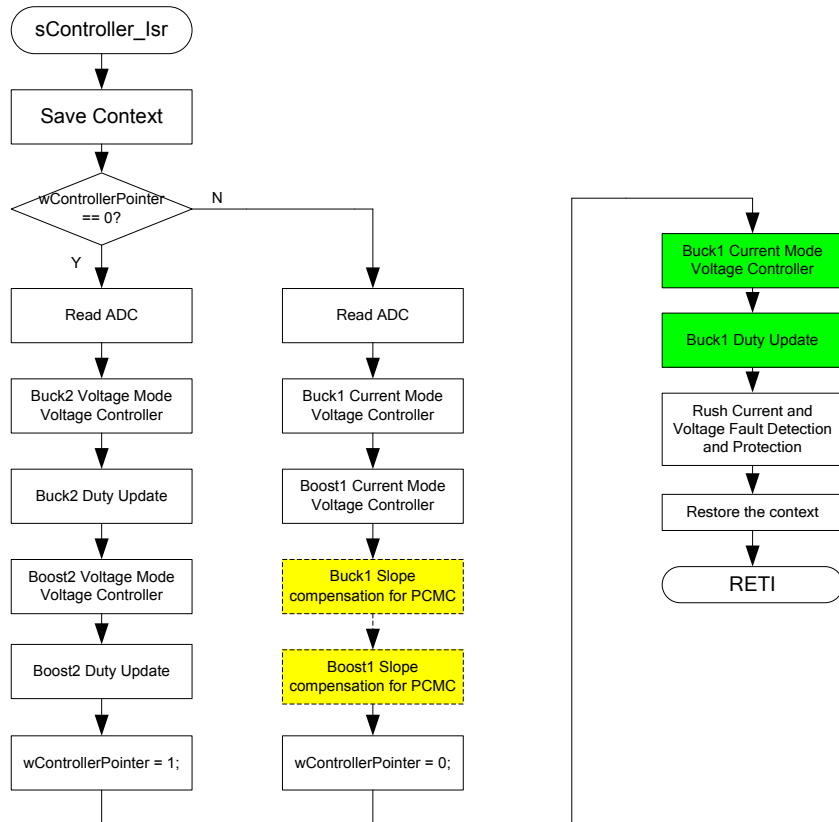 sController_Isr
Save Context
wControllerPointer
== 0?
N
Y
Read ADC
Buck2 Voltage Mode
Voltage Controller
Buck2 Duty Update
Boost2 Voltage Mode
Voltage Controller
Boost2 Duty Update
wControllerPointer = 1;
Read ADC
Buck1 Current Mode
Voltage Controller
Boost1 Current Mode
Voltage Controller
Buck1 Slope
compensation for PCMC
Boost1 Slope
compensation for PCMC
wControllerPointer = 0;
Buck1 Current Mode
Voltage Controller
Buck1 Duty Update
Rush Current and
Voltage Fault Detection
and Protection
Restore the context
RETI